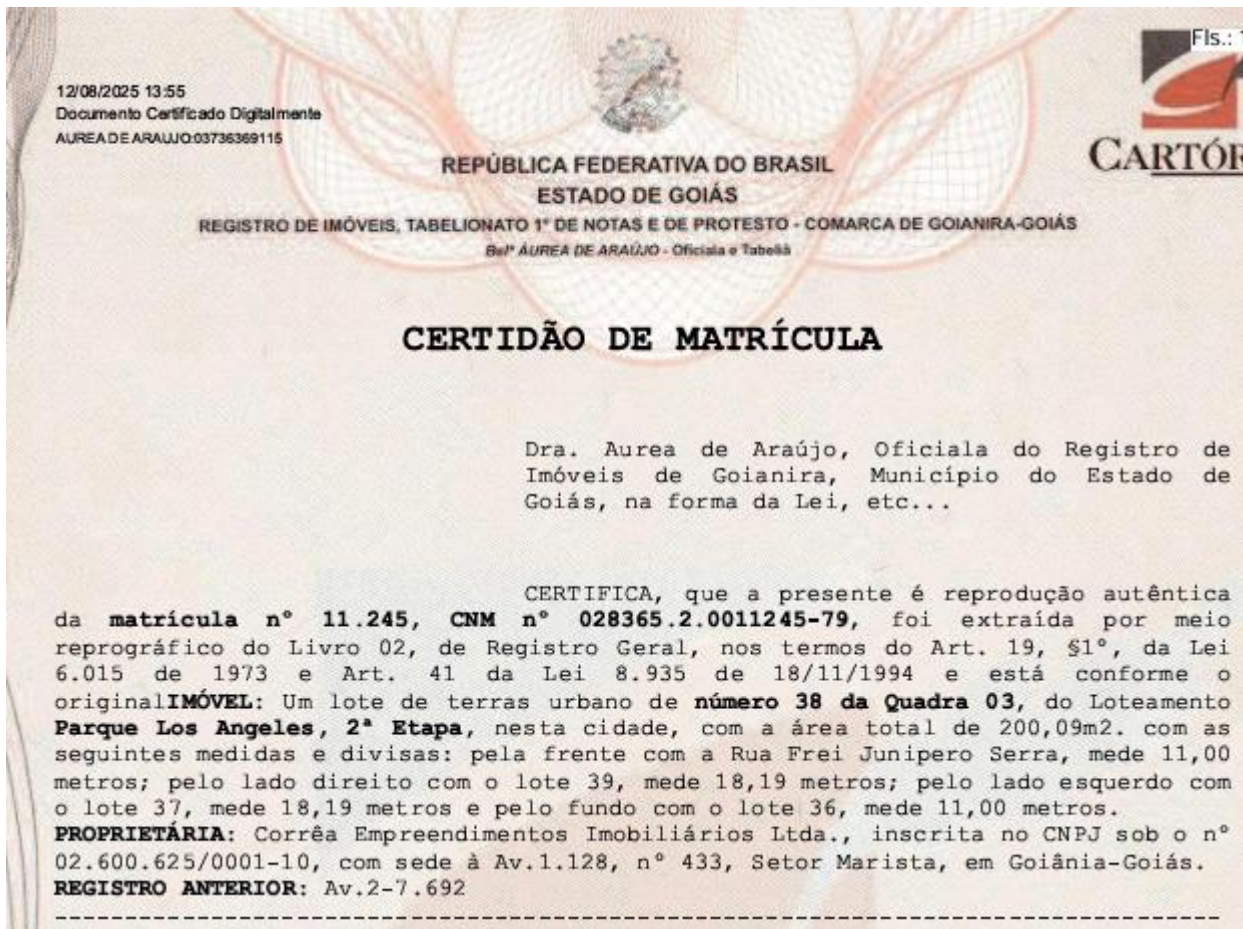 Fls.: 1
12/08/2025 13:55
Documento Certificado Digitalmente
AUREA DE ARAUJO:03736369115
CARTÓR
REPÚBLICA FEDERATIVA DO BRASIL
ESTADO DE GOIÁS
REGISTRO DE IMÓVEIS, TABELIONATO 1º DE NOTAS E DE PROTESTO - COMARCA DE GOIANIRA-GOIÁS
Belª ÁUREA DE ARAÚJO - Oficiala e Tabeliã
CERTIDÃO DE MATRÍCULA
Dra. Aurea de Araújo, Oficiala do Registro de
Imóveis de Goianira, Município do Estado de
Goiás, na forma da Lei, etc...
CERTIFICA, que a presente é reprodução autêntica
da matrícula nº 11.245, CNM nº 028365.2.0011245-79, foi extraída por meio
reprográfico do Livro 02, de Registro Geral, nos termos do Art. 19, §1º, da Lei
6.015 de 1973 e Art. 41 da Lei 8.935 de 18/11/1994 e está conforme o
originalIMÓVEL: Um lote de terras urbano de número 38 da Quadra 03, do Loteamento
Parque Los Angeles, 2ª Etapa, nesta cidade, com a área total de 200,09m2. com as
seguintes medidas e divisas: pela frente com a Rua Frei Junipero Serra, mede 11,00
metros; pelo lado direito com o lote 39, mede 18,19 metros; pelo lado esquerdo com
o lote 37, mede 18,19 metros e pelo fundo com o lote 36, mede 11,00 metros.
PROPRIETÁRIA: Corrêa Empreendimentos Imobiliários Ltda., inscrita no CNPJ sob o nº
02.600.625/0001-10, com sede à Av.1.128, nº 433, Setor Marista, em Goiânia-Goiás.
REGISTRO ANTERIOR: Av.2-7.692